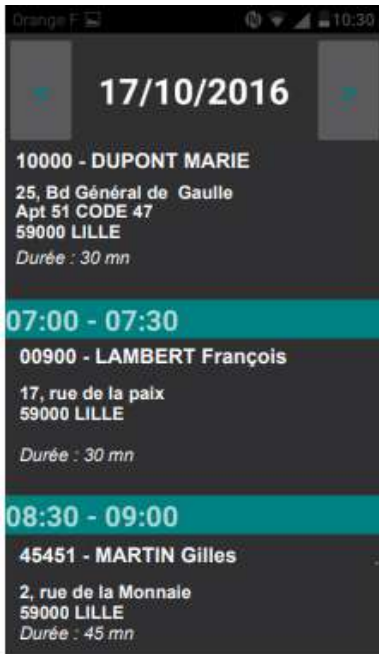 Orange F
10:30
17/10/2016
10000 - DUPONT MARIE
25, Bd Général de Gaulle
Apt 51 CODE 47
59000 LILLE
Durée : 30 mn
07:00 - 07:30
00900 - LAMBERT François
17, rue de la paix
59000 LILLE
Durée : 30 mn
08:30 - 09:00
45451 - MARTIN Gilles
2, rue de la Monnaie
59000 LILLE
Durée : 45 mn